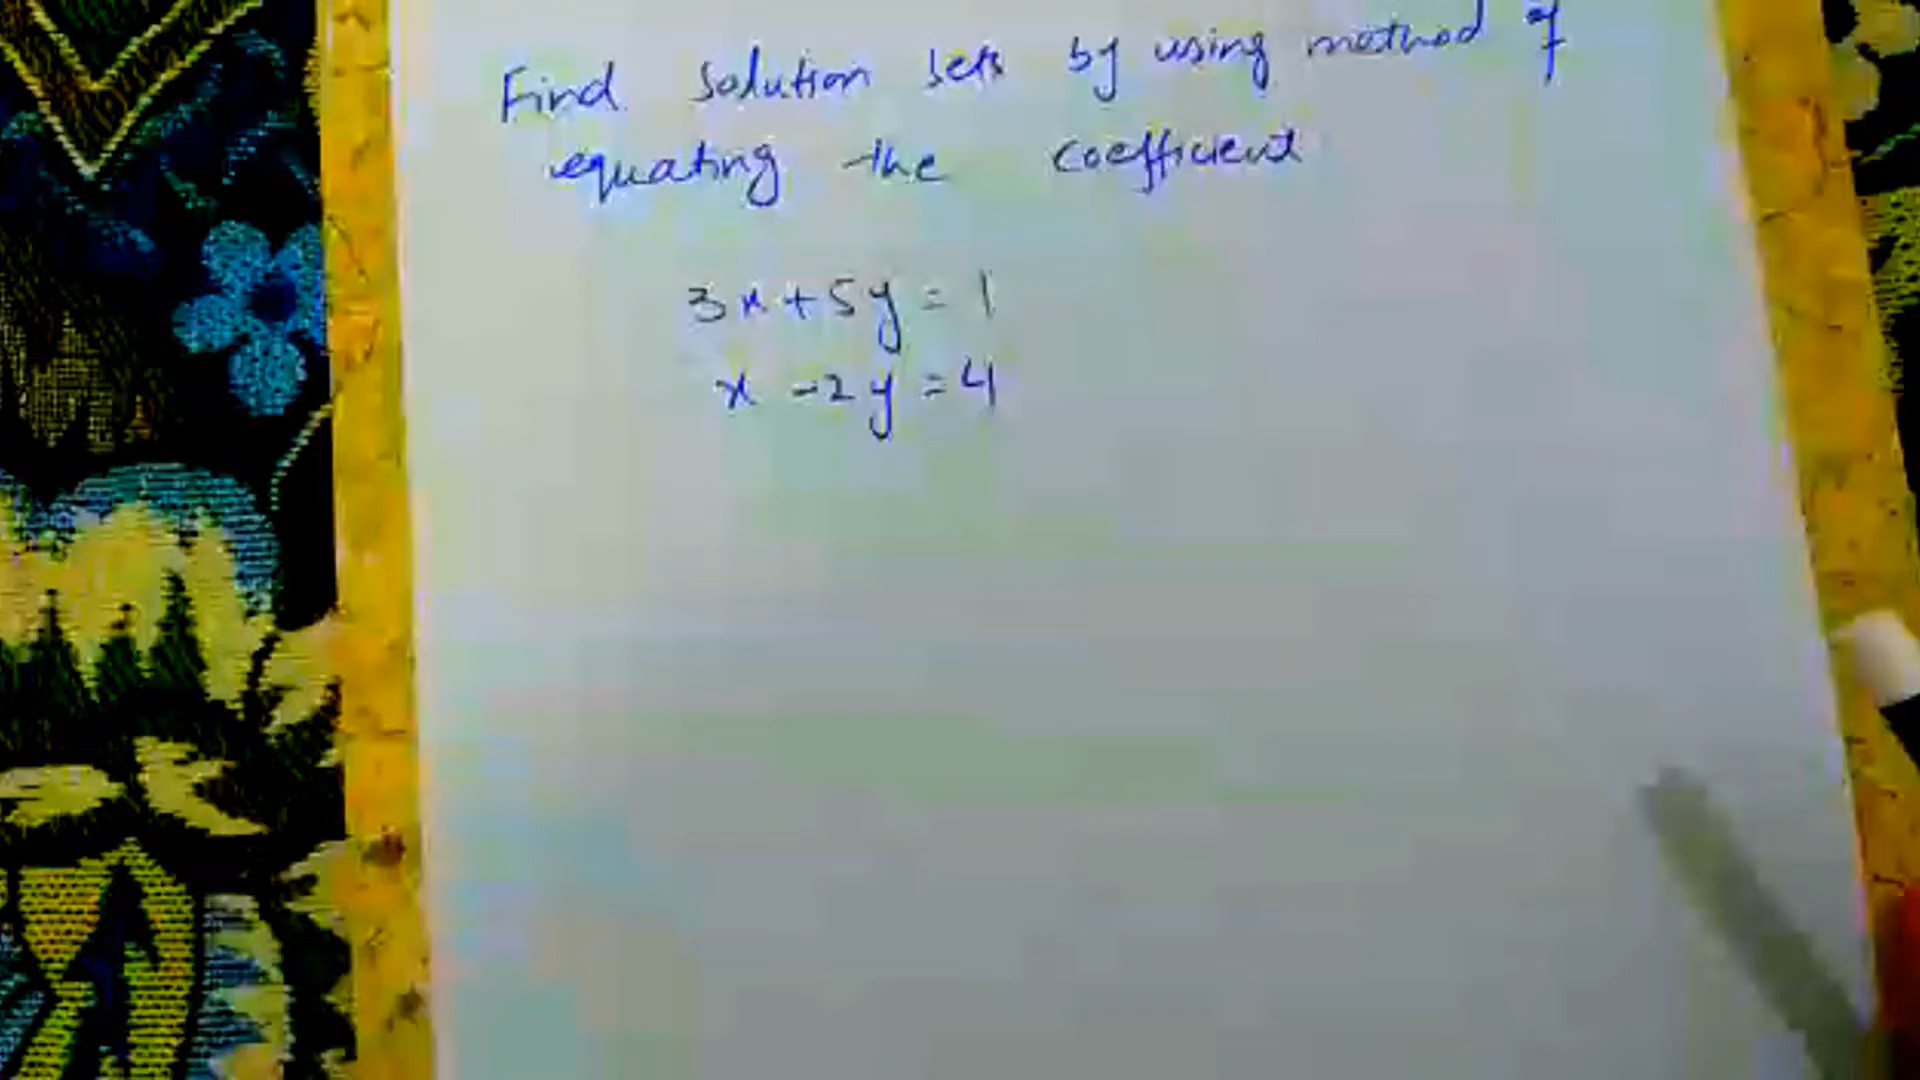 Find Solution sets by using method of
equating the coefficient
3x+5y=1
x-2y=4